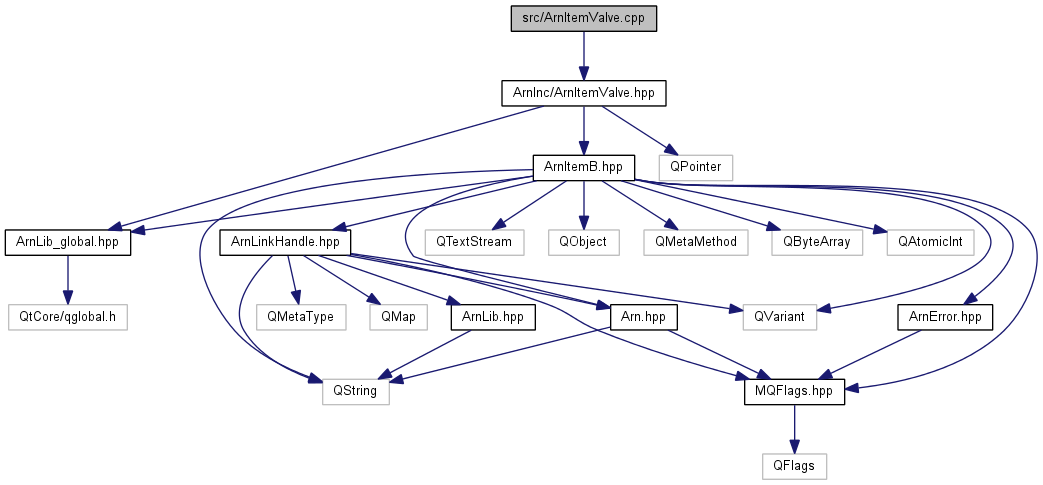 src/ArnItemValve.cpp
ArnInc/ArnItemValve.hpp
ArnItemB.hpp
QPointer
ArnLib_global.hpp
ArnLinkHandle.hpp
QTextStream
QObject
QMetaMethod
QByteArray
QAtomicInt
QtCore/qglobal.h
QMetaType
QMap
ArnLib.hpp
Arn.hpp
QVariant
ArnError.hpp
QString
MQFlags.hpp
QFlags